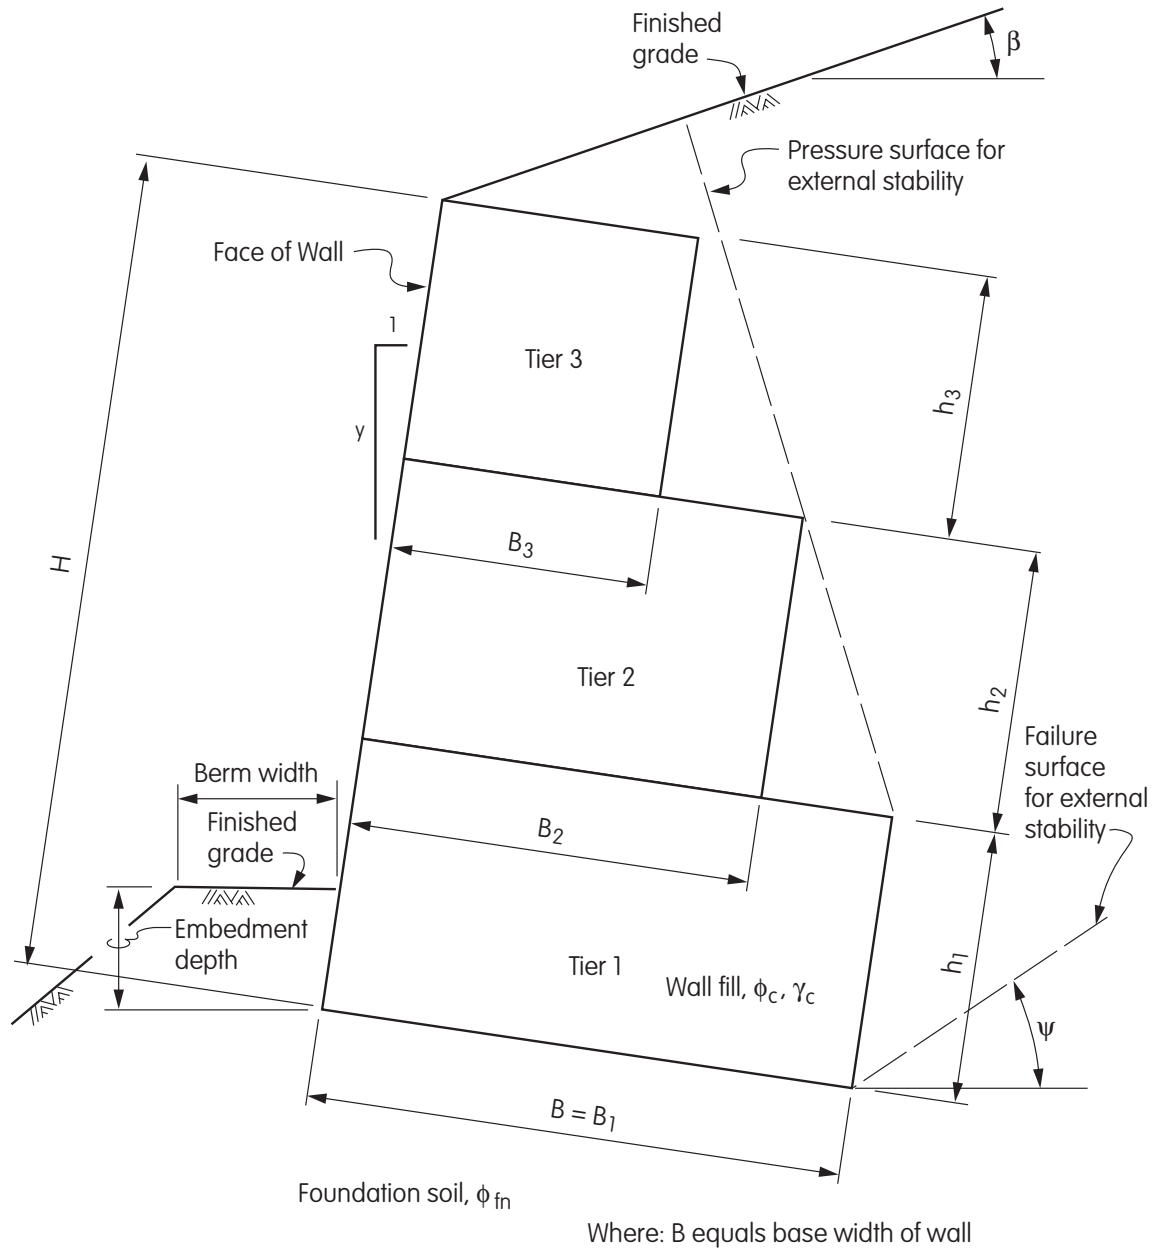 Finished
grade
β
Pressure surface for
external stability
Face of Wall
1
Tier 3
y
h3
H
B3
Tier 2
h2
Failure
surface
for external
stability
Berm width
Finished
grade
B2
Embedment
depth
Tier 1
Wall fill, ϕc, γc
h1
ψ
B = B1
Foundation soil, ϕfn
Where: B equals base width of wall